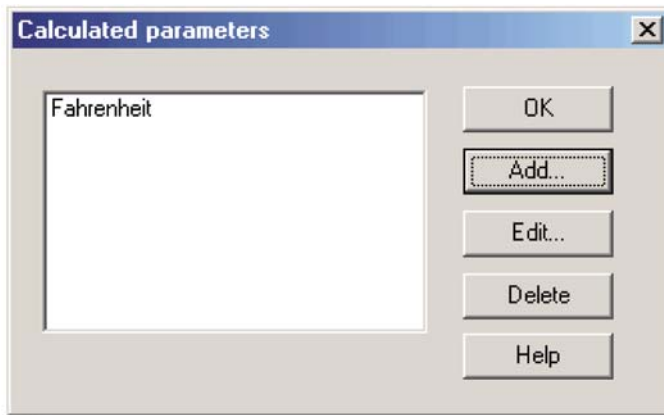 Calculated parameters
Fahrenheit
OK
Add...
Edit...
Delete
Help